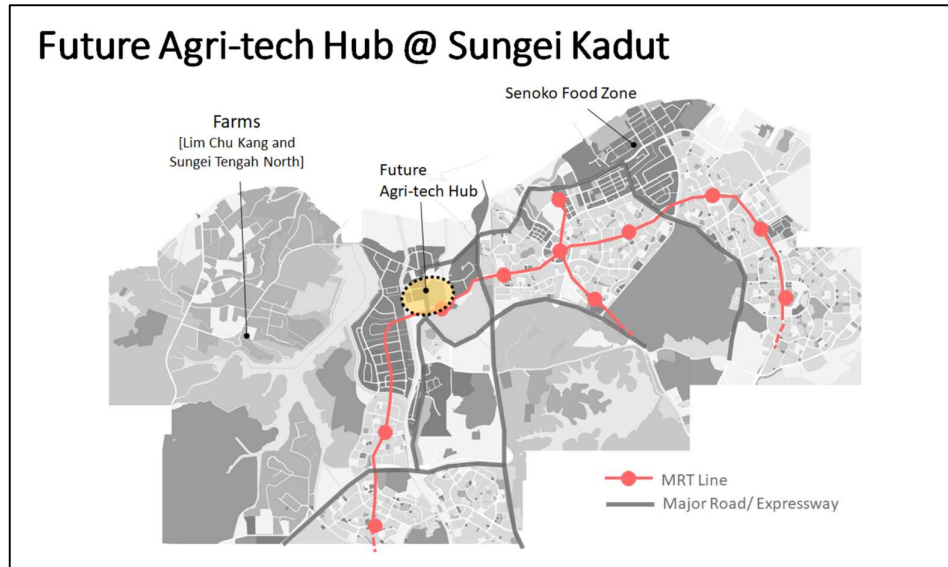 Future Agri-tech Hub @ Sungei Kadut
Senoko Food Zone
Farms
[Lim Chu Kang and
Sungei Tengah North]
Future
Agri-tech Hub
MRT Line
Major Road/ Expressway